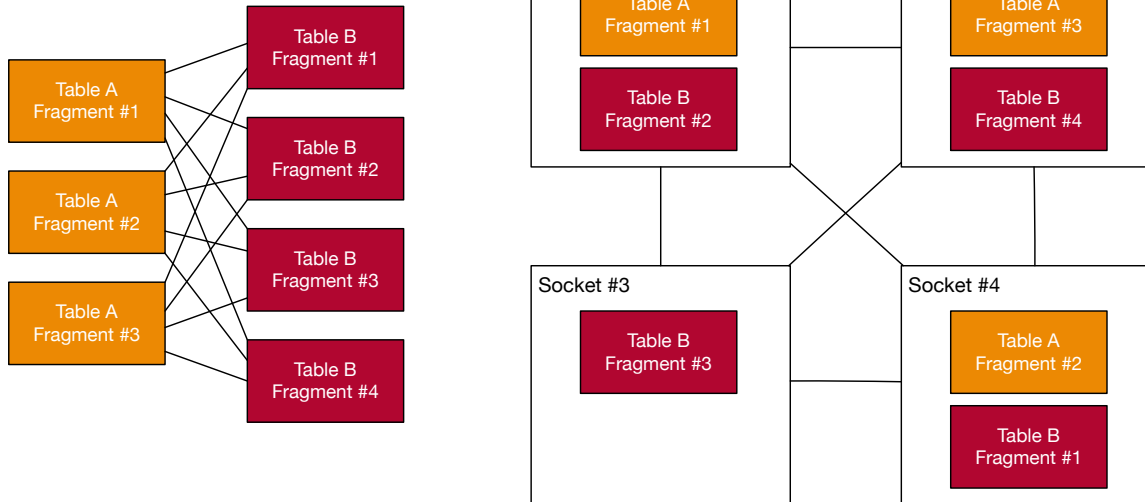 Table A
Fragment #1
Table A
Fragment #2
Table A
Fragment #3
Table B
Fragment #1
Table B
Fragment #2
Table B
Fragment #3
Table B
Fragment #4
Table A
Fragment #1
Table B
Fragment #2
Table A
Fragment #3
Table B
Fragment #4
Socket #3
Table B
Fragment #3
Socket #4
Table A
Fragment #2
Table B
Fragment #1